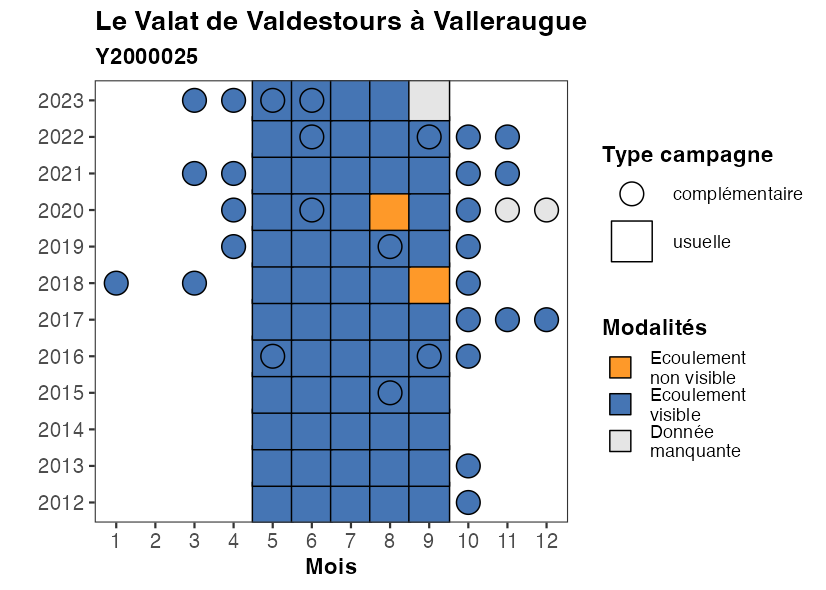 Le Valat de Valdestours à Valleraugue
Y2000025
2023
2022
2021
2020
2019
2018
2017
2016
2015
2014
2013
2012
1 2 3 4 5 6 7 8 9 10 11 12
Mois
Type campagne
complémentaire
usuelle
Modalités
Ecoulement
non visible
Ecoulement
visible
Donnée
manquante